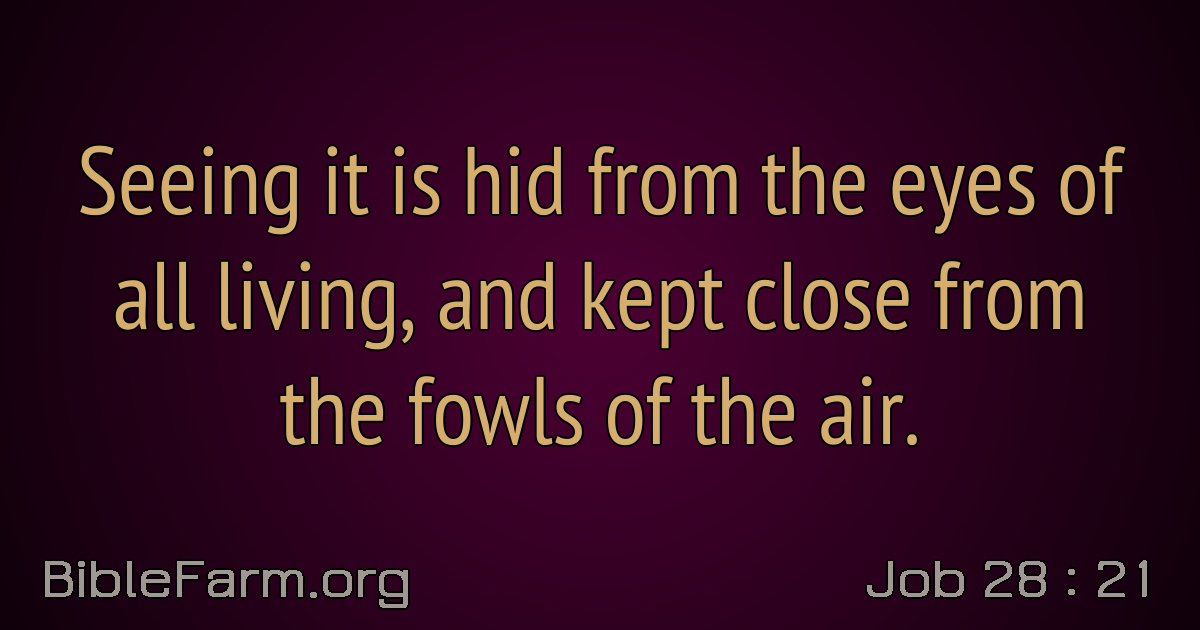 Seeing it is hid from the eyes of
all living, and kept close from
the fowls of the air.
BibleFarm.org
Job 28 : 21